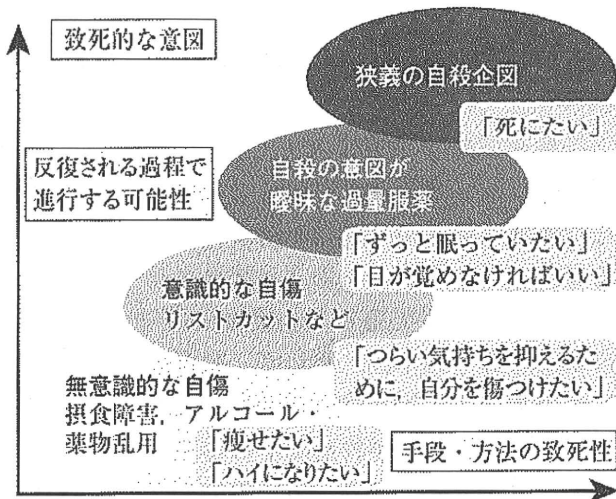 致死的な意図
狭義の自殺企図
「死にたい」
反復される過程で
進行する可能性
自殺の意図が
曖昧な過量服薬
「ずっと眠っていたい」
「目が覚めなければいい」
意識的な自傷
リストカットなど
「つらい気持ちを抑えるた
めに，自分を傷つけたい」
無意識的な自傷
摂食障害，アルコール・
薬物乱用
「痩せたい」
「ハイになりたい」
手段・方法の致死性